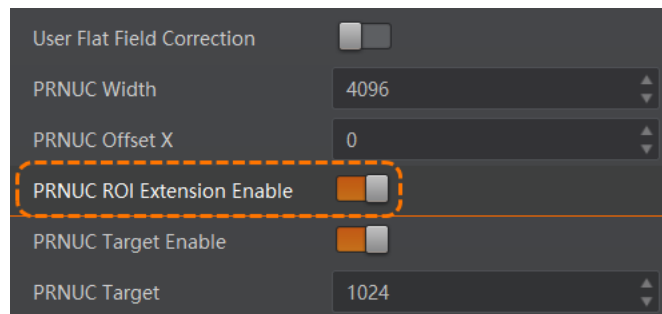 User Flat Field Correction
PRNUC Width 4096
PRNUC Offset X 0
PRNUC ROI Extension Enable
PRNUC Target Enable
PRNUC Target 1024